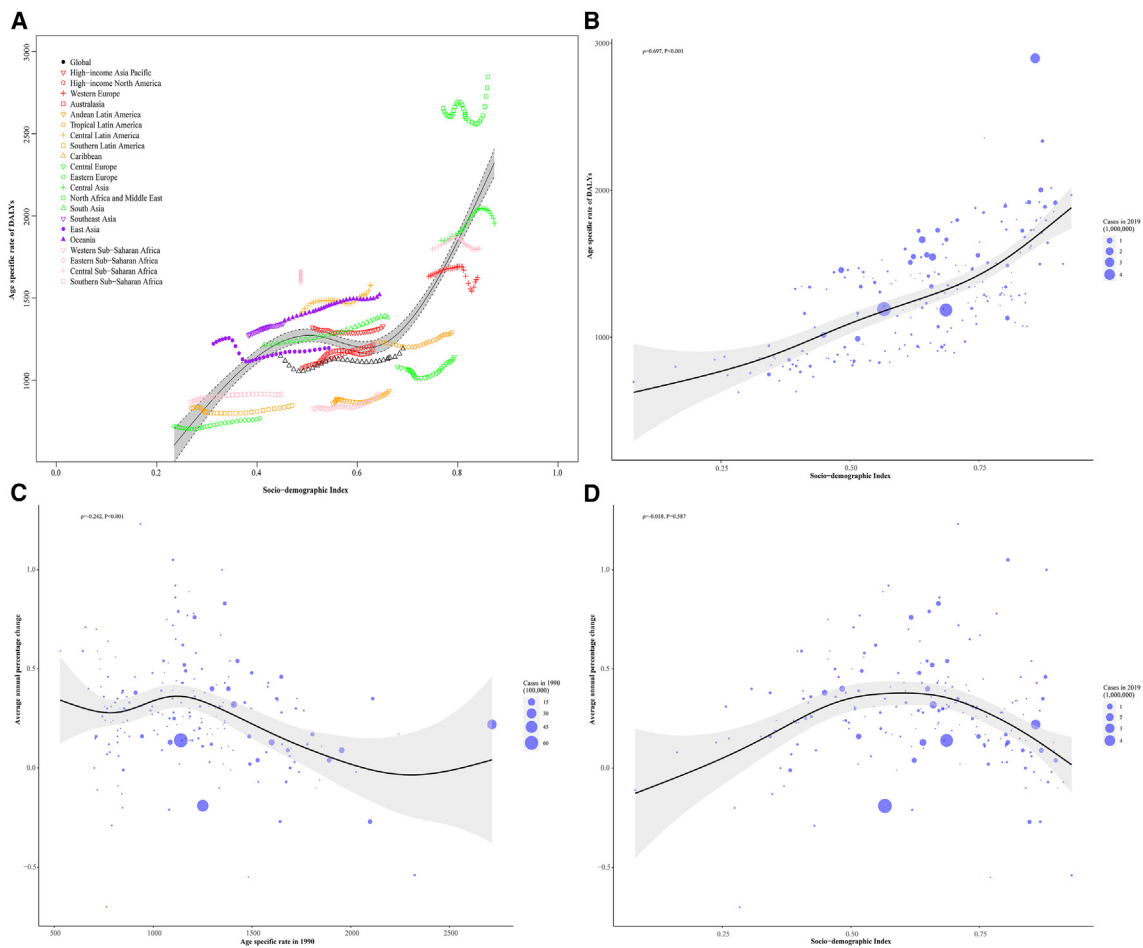 A
Age specific rate of DALYs
3000
2500
2000
1500
1000
Global
High-income Asia Pacific
High-income North America
Western Europe
Australasia
Andean Latin America
Tropical Latin America
Central Latin America
Southern Latin America
Caribbean
Central Europe
Eastern Europe
Central Asia
North Africa and Middle East
South Asia
Southeast Asia
East Asia
Oceania
Western Sub-Saharan Africa
Eastern Sub-Saharan Africa
Central Sub-Saharan Africa
Southern Sub-Saharan Africa
0.0 0.2 0.4 0.6 0.8 1.0
Socio-demographic Index
B
ρ=0.697, P<0.001
Age specific rate of DALYs
3000
2000
1000
0.25 0.50 0.75
Socio-demographic Index
Cases in 2019
(1,000,000)
1
2
3
4
C
ρ=-0.242, P<0.001
Average annual percentage change
1.0
0.5
0.0
-0.5
500 1000 1500 2000 2500
Age specific rate in 1990
Cases in 1990
(100,000)
15
30
45
60
D
ρ=-0.038, P=0.587
Average annual percentage change
1.0
0.5
0.0
-0.5
0.25 0.50 0.75
Socio-demographic Index
Cases in 2019
(1,000,000)
1
2
3
4